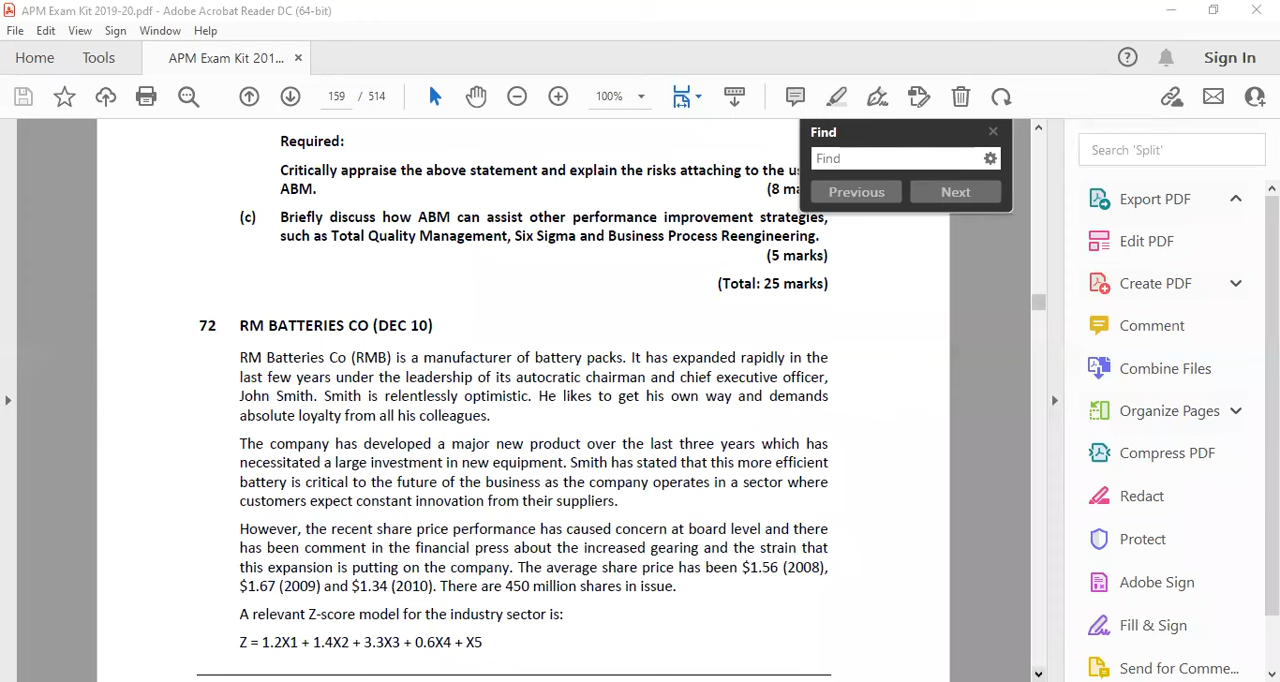 APM Exam Kit 2019-20.pdf - Adobe Acrobat Reader DC (64-bit)
File Edit View Sign Window Help
Home Tools APM Exam Kit 201... × Sign In
159 / 514 100%
Find
Find
Previous Next
Required:
Critically appraise the above statement and explain the risks attaching to the
ABM. (8
(c) Briefly discuss how ABM can assist other performance improvement strategies,
such as Total Quality Management, Six Sigma and Business Process Reengineering.
(5 marks)
(Total: 25 marks)
72 RM BATTERIES CO (DEC 10)
RM Batteries Co (RMB) is a manufacturer of battery packs. It has expanded rapidly in the
last few years under the leadership of its autocratic chairman and chief executive officer,
John Smith. Smith is relentlessly optimistic. He likes to get his own way and demands
absolute loyalty from all his colleagues.
The company has developed a major new product over the last three years which has
necessitated a large investment in new equipment. Smith has stated that this more efficient
battery is critical to the future of the business as the company operates in a sector where
customers expect constant innovation from their suppliers.
However, the recent share price performance has caused concern at board level and there
has been comment in the financial press about the increased gearing and the strain that
this expansion is putting on the company. The average share price has been $1.56 (2008),
$1.67 (2009) and $1.34 (2010). There are 450 million shares in issue.
A relevant Z-score model for the industry sector is:
Z = 1.2X1 + 1.4X2 + 3.3X3 + 0.6X4 + X5
Search 'Split'
Export PDF
Edit PDF
Create PDF
Comment
Combine Files
Organize Pages
Compress PDF
Redact
Protect
Adobe Sign
Fill & Sign
Send for Comme...